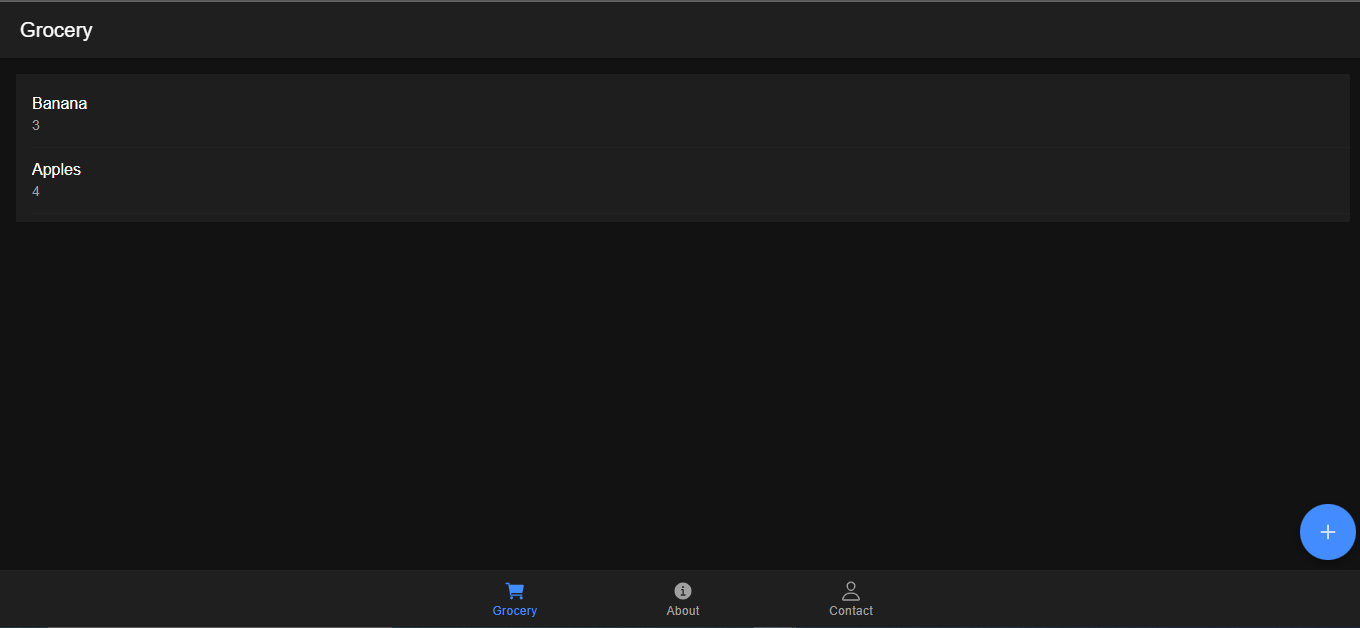 Grocery
Banana
3
Apples
4
Grocery
About
Contact